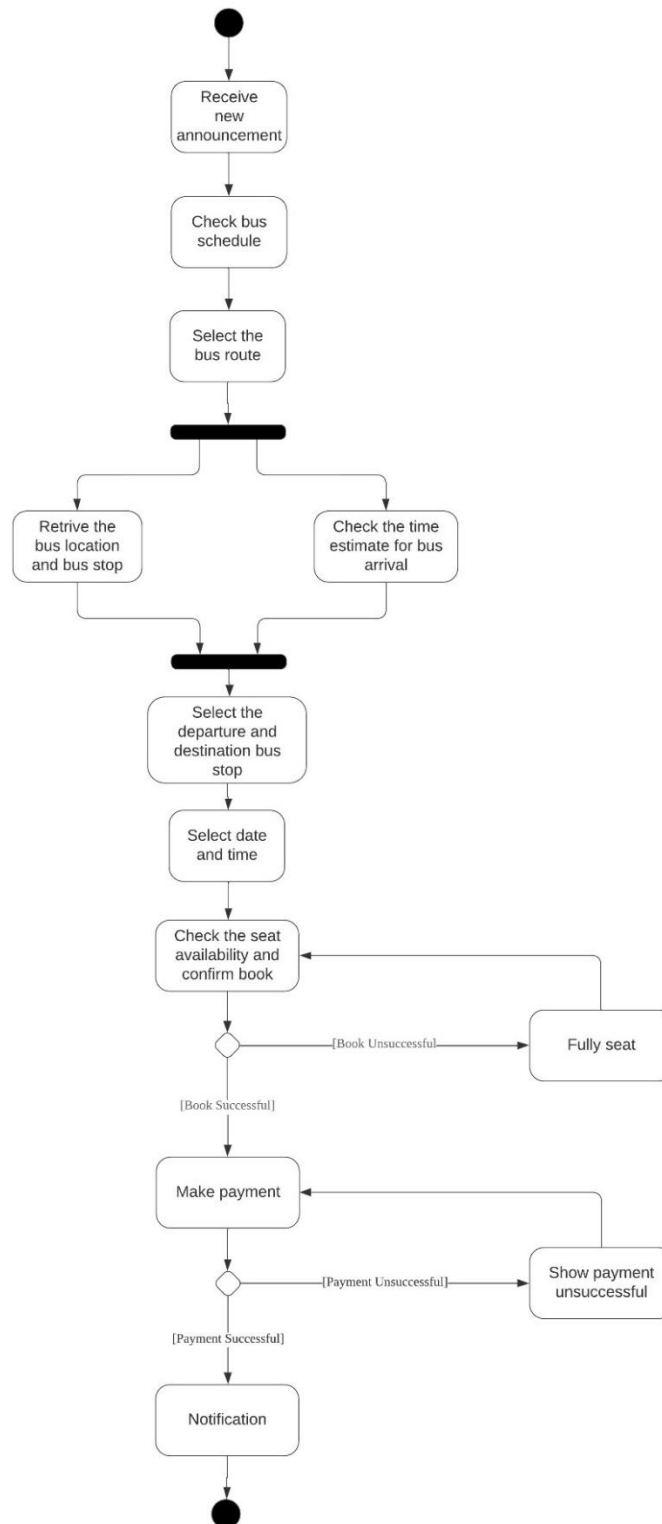 Receive
new
announcement
Check bus
schedule
Select the
bus route
Retrive the
bus location
and bus stop
Check the time
estimate for bus
arrival
Select the
departure and
destination bus
stop
Select date
and time
Check the seat
availability and
confirm book
[Book Unsuccessful
Fully seat
[Book Successful]
Make payment
[Payment Unsuccessful]
Show payment
unsuccessful
[Payment Successful]
Notification